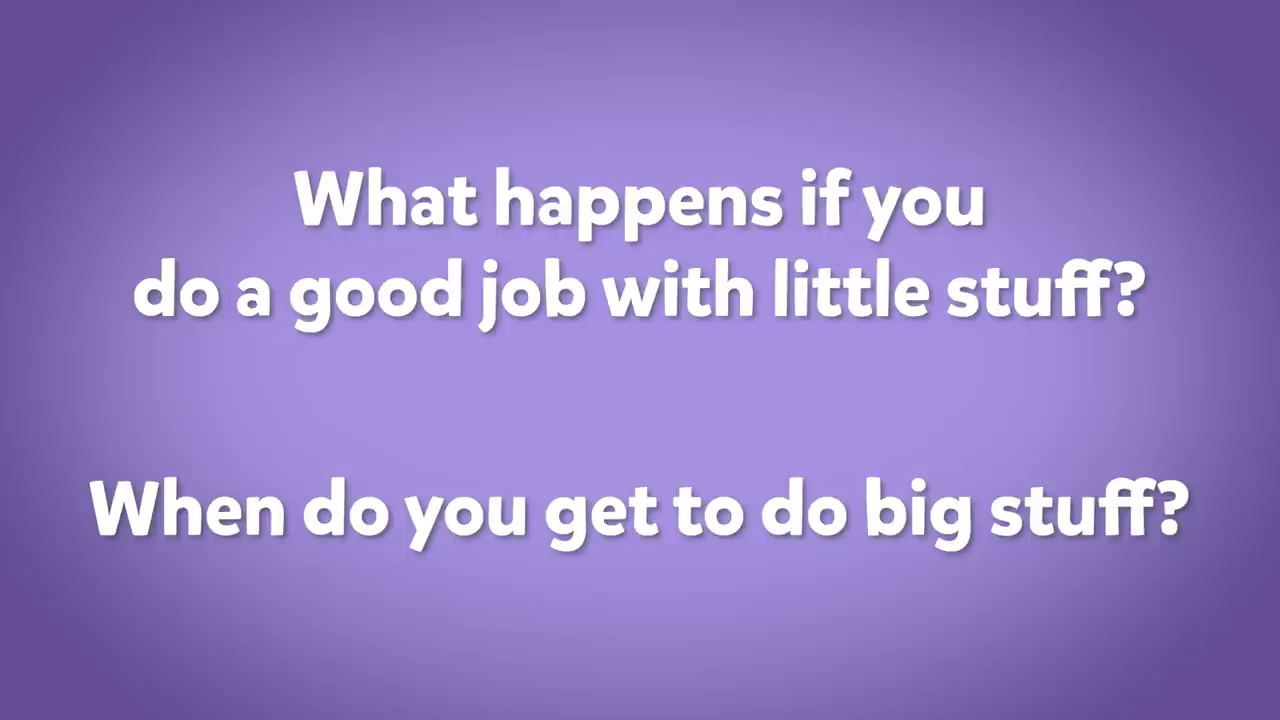 What happens if you
do a good job with little stuff?
When do you get to do big stuff?